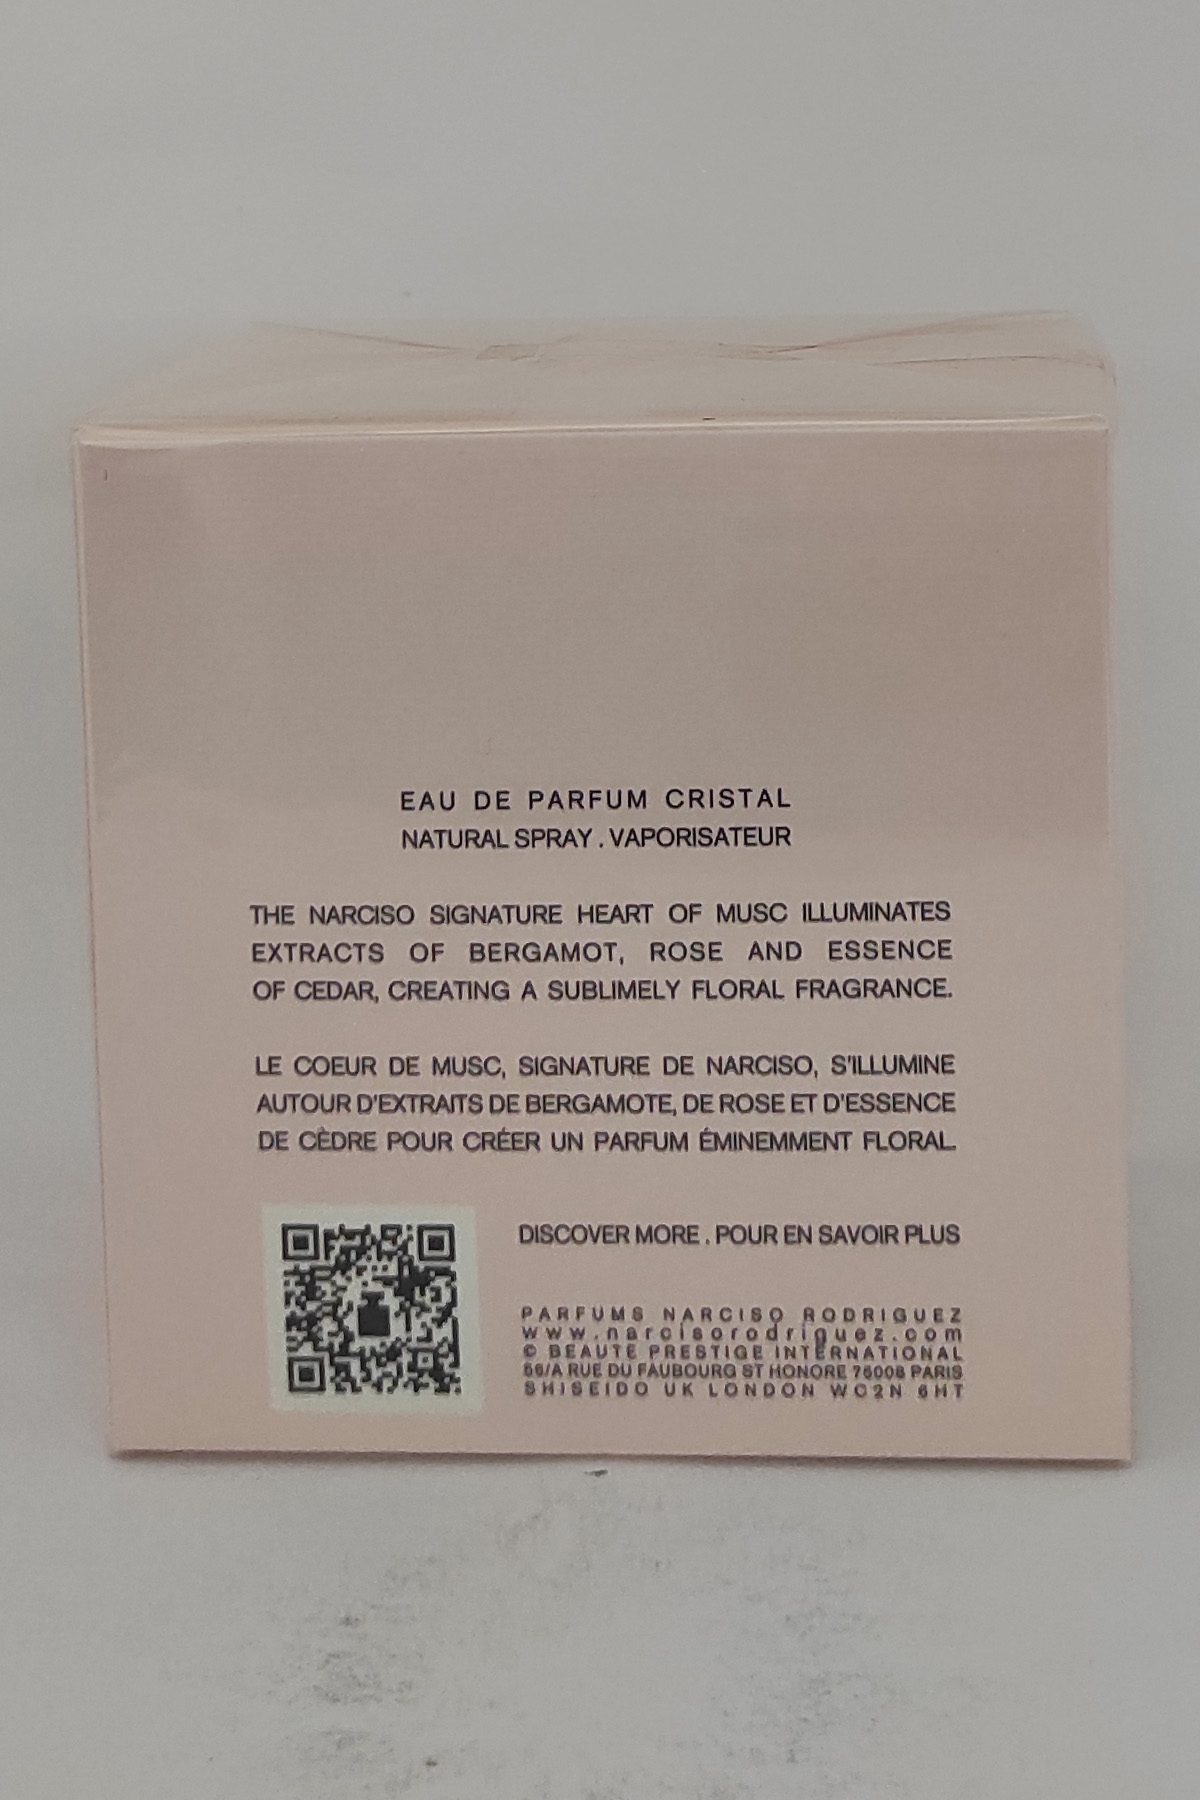 EAU DE PARFUM CRISTAL
NATURAL SPRAY . VAPORISATEUR
THE NARCISO SIGNATURE HEART OF MUSC ILLUMINATES
EXTRACTS OF BERGAMOT, ROSE AND ESSENCE
OF CEDAR, CREATING A SUBLIMELY FLORAL FRAGRANCE.
LE COEUR DE MUSC, SIGNATURE DE NARCISO, S'ILLUMINE
AUTOUR D'EXTRAITS DE BERGAMOTE, DE ROSE ET D'ESSENCE
DE CÈDRE POUR CRÉER UN PARFUM ÉMINEMMENT FLORAL.
DISCOVER MORE . POUR EN SAVOIR PLUS
PARFUMS NARCISO RODRIGUEZ
www.narcisorodriguez.com
© BEAUTE PRESTIGE INTERNATIONAL
56/A RUE DU FAUBOURG ST HONORE 75008 PARIS
SHISEIDO UK LONDON WC2N 6HT